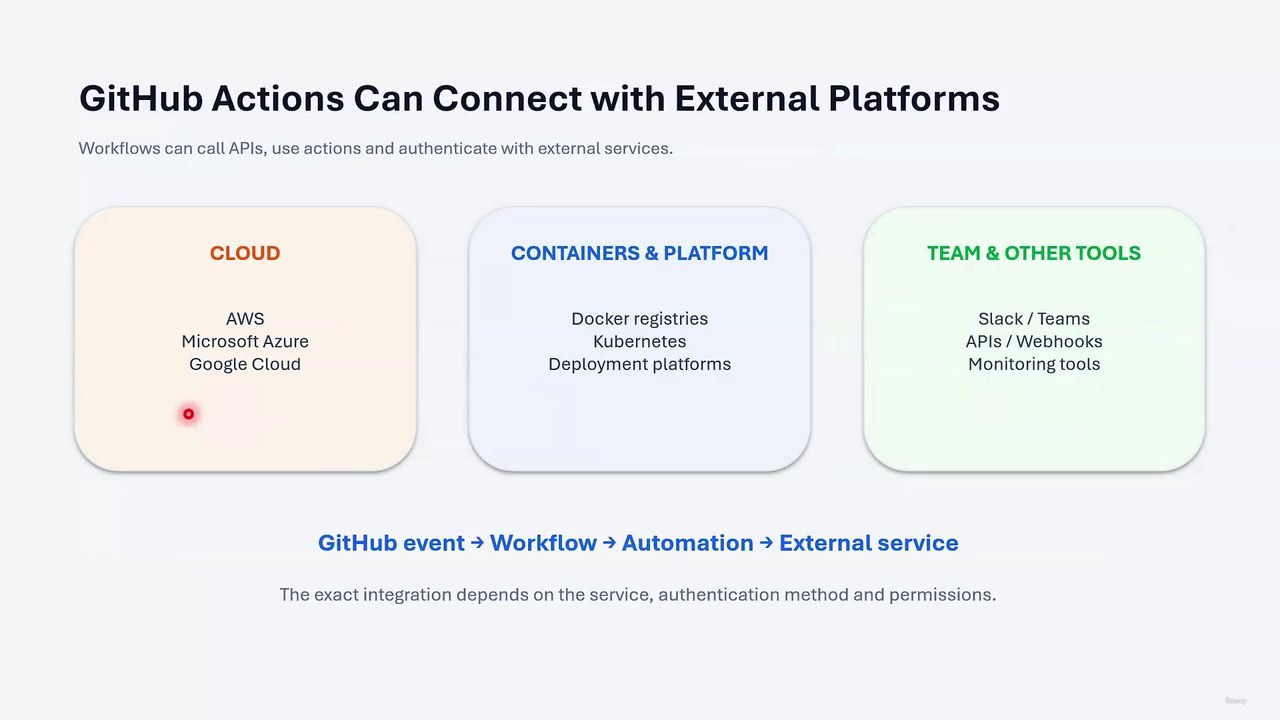 GitHub Actions Can Connect with External Platforms
Workflows can call APIs, use actions and authenticate with external services.
CLOUD
AWS
Microsoft Azure
Google Cloud
CONTAINERS & PLATFORM
Docker registries
Kubernetes
Deployment platforms
TEAM & OTHER TOOLS
Slack / Teams
APIs / Webhooks
Monitoring tools
GitHub event → Workflow → Automation → External service
The exact integration depends on the service, authentication method and permissions.